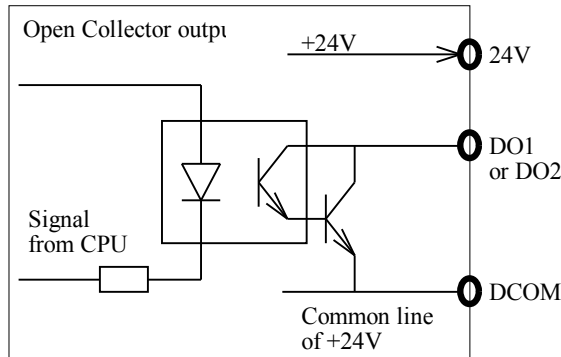 Open Collector outpu
+24V
24V
DO1
or DO2
Signal
from CPU
DCOM
Common line
of +24V